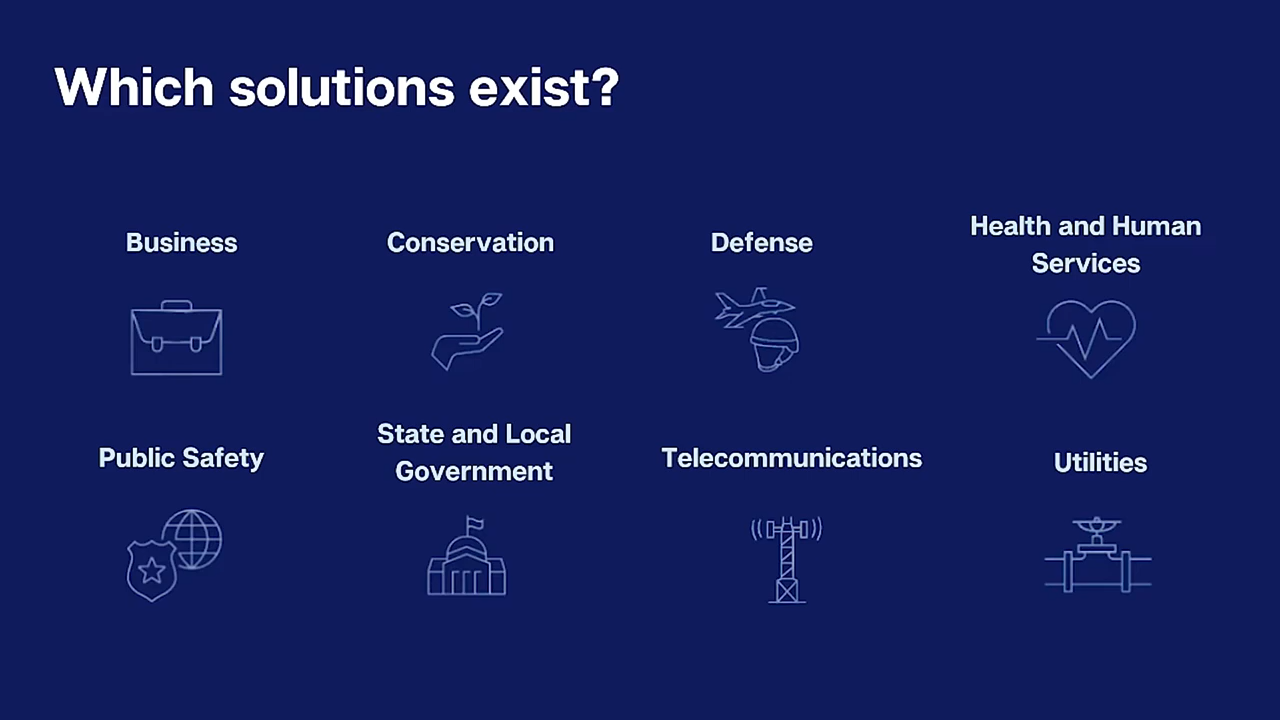 Which solutions exist?
Business
Conservation
Defense
Health and Human
Services
Public Safety
State and Local
Government
Telecommunications
Utilities